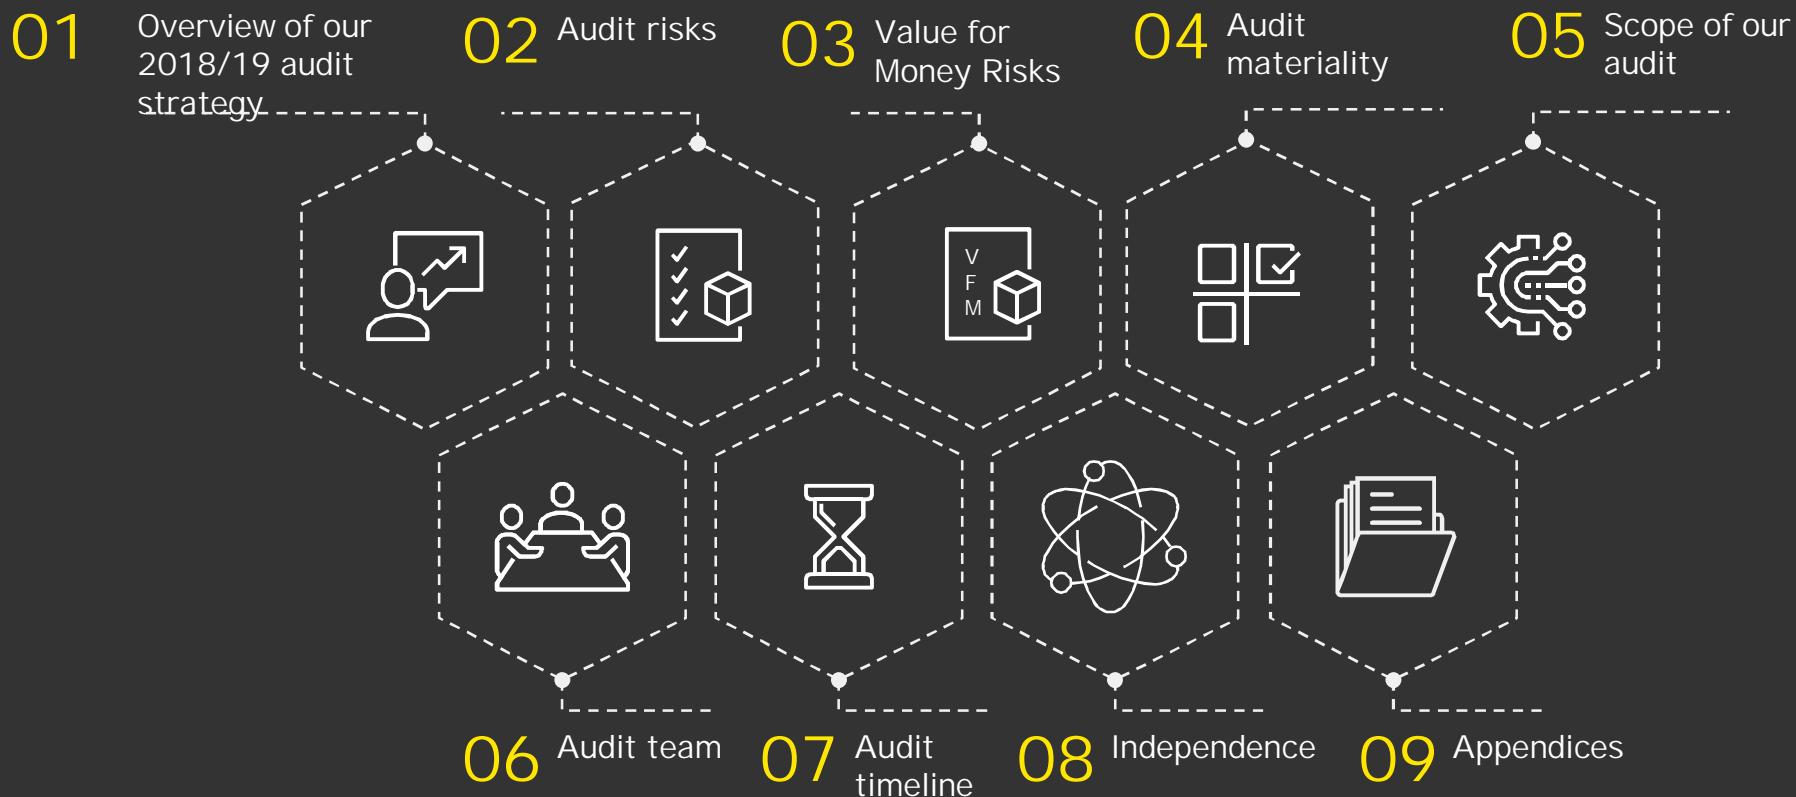 01
Overview of our
2018/19 audit
strategy
02
Audit risks
03
Value for
Money Risks
04
Audit
materiality
05
Scope of our
audit
V
F
M
06
Audit team
07
Audit
timeline
08
Independence
09
Appendices